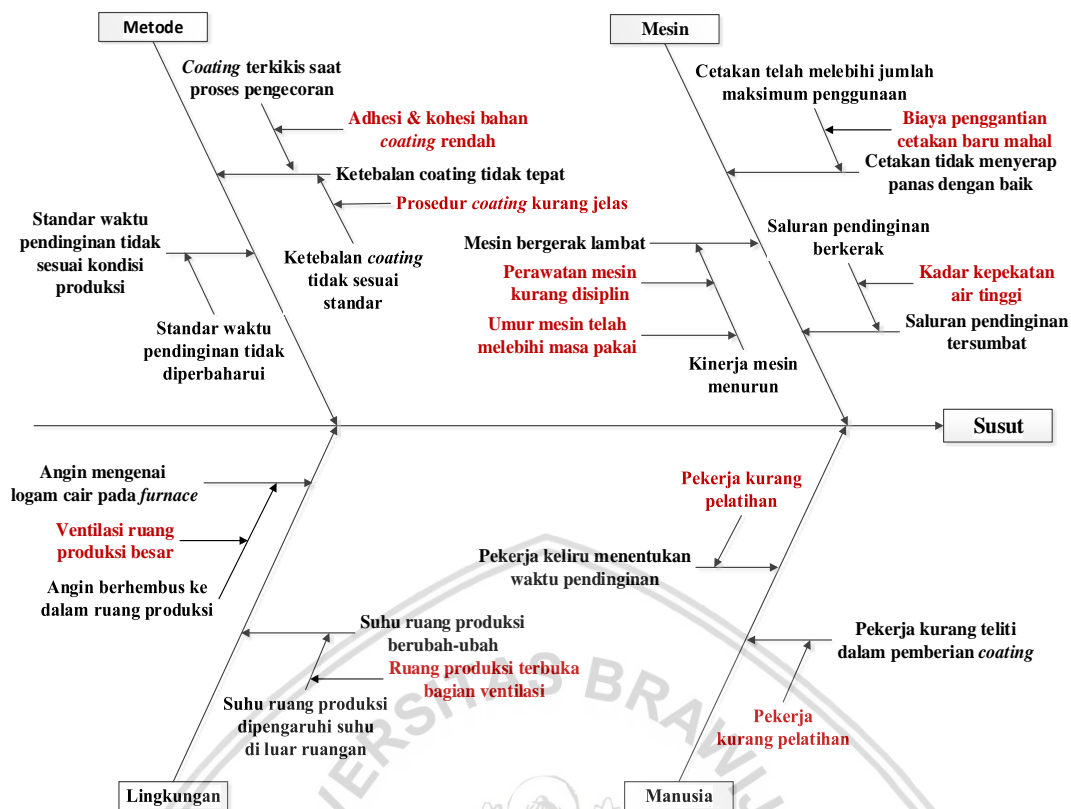 Metode
Coating terkikis saat
proses pengecoran
Adhesi & kohesi bahan
coating rendah
Ketebalan coating tidak tepat
Prosedur coating kurang jelas
Ketebalan coating
tidak sesuai
standar
Standar waktu
pendinginan tidak
sesuai kondisi
produksi
Standar waktu
pendinginan tidak
diperbaharui
Mesin
Cetakan telah melebihi jumlah
maksimum penggunaan
Biaya penggantian
cetakan baru mahal
Cetakan tidak menyerap
panas dengan baik
Mesin bergerak lambat
Perawatan mesin
kurang disiplin
Umur mesin telah
melebihi masa pakai
Kinerja mesin
menurun
Saluran pendinginan
berkerak
Kadar kepekatan
air tinggi
Saluran pendinginan
tersumbat
Susut
Angin mengenai
logam cair pada furnace
Ventilasi ruang
produksi besar
Angin berhembus ke
dalam ruang produksi
Suhu ruang produksi
berubah-ubah
Ruang produksi terbuka
bagian ventilasi
Suhu ruang produksi
dipengaruhi suhu
di luar ruangan
Lingkungan
Pekerja kurang
pelatihan
Pekerja keliru menentukan
waktu pendinginan
Pekerja kurang teliti
dalam pemberian coating
Pekerja
kurang pelatihan
Manusia